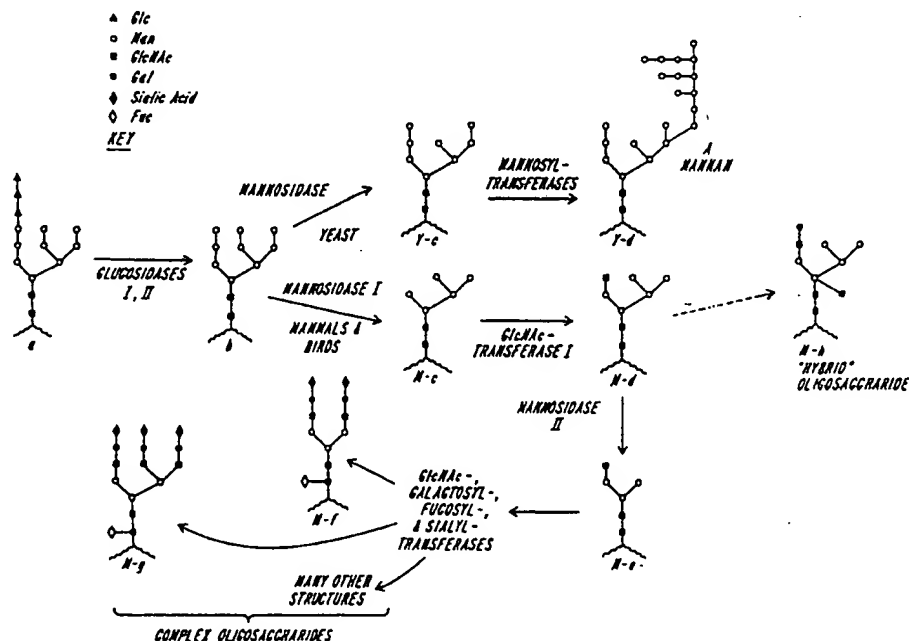 Glc
Man
GlcNAc
Gal
Sialic Acid
Fuc
KEY
A
MANNAN
MANNOSIDASE
YEAST
MANNOSYL-
TRANSFERASES
Y-c
Y-d
GLUCOSIDASES
I, II
a
b
MANNOSIDASE I
MAMMALS &
BIRDS
GlcNAc-
TRANSFERASE I
M-c
M-d
M-h
"HYBRID"
OLIGOSACCHARIDE
MANNOSIDASE
II
GlcNAc-,
GALACTOSYL-,
FUCOSYL-,
& SIALYL-
TRANSFERASES
M-f
M-g
M-e
MANY OTHER
STRUCTURES
COMPLEX OLIGOSACCHARIDES